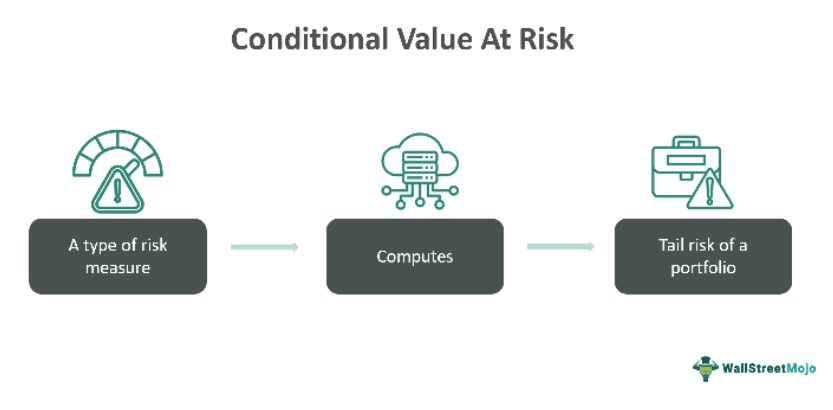 Conditional Value At Risk
A type of risk
measure
Computes
Tail risk of a
portfolio
WallStreetMojo